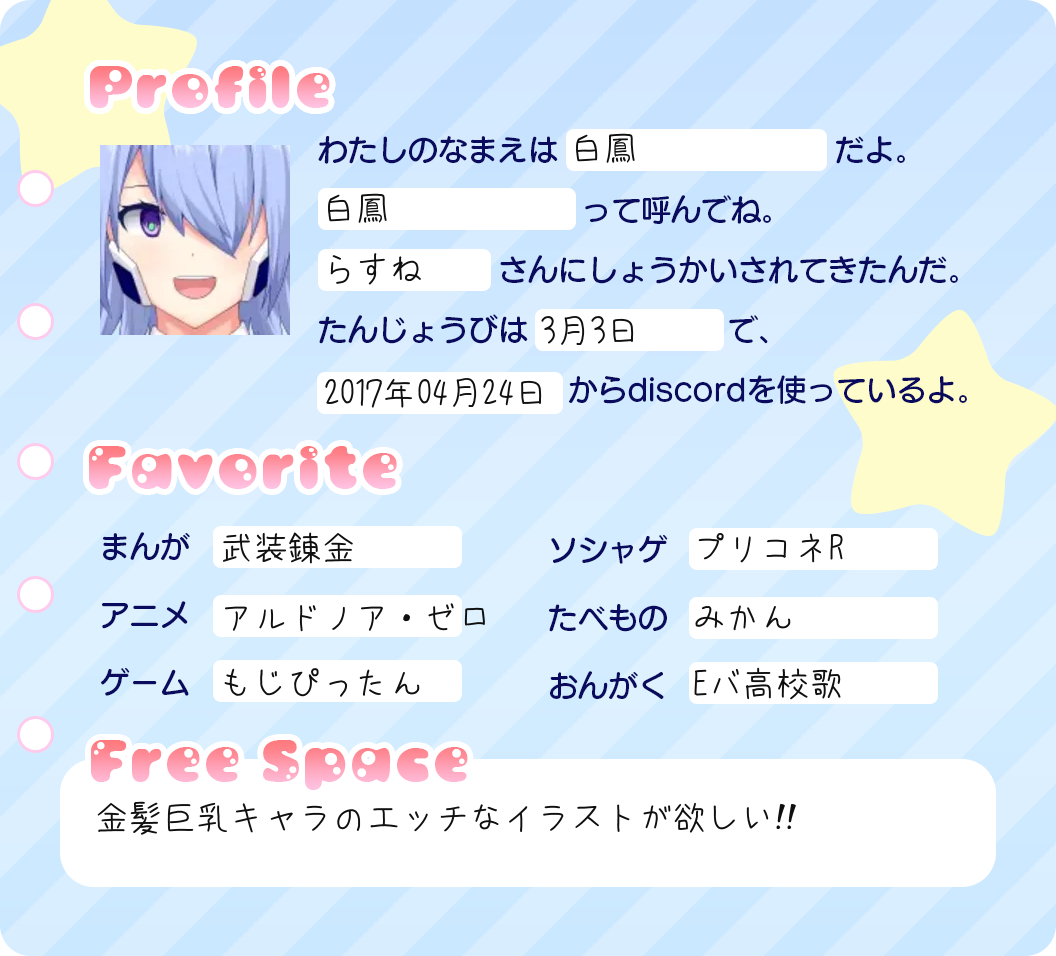 Profile
わたしのなまえは 白鳳 だよ。
白鳳 って呼んでね。
らすね さんにしょうかいされてきたんだ。
たんじょうびは 3月3日 で、
2017年04月24日 からdiscordを使っているよ。
Favorite
まんが 武装錬金 ソシャゲ プリコネR
アニメ アルドノア・ゼロ たべもの みかん
ゲーム もじぴったん おんがく Eバ高校歌
Free Space
金髪巨乳キャラのエッチなイラストが欲しい!!